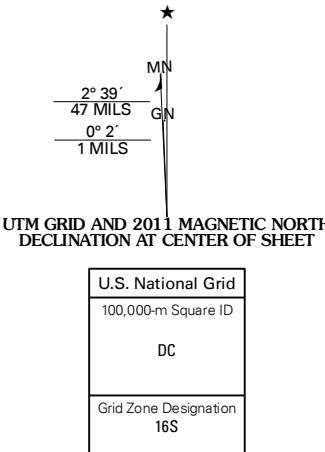 ★
MN
2° 39´
47 MILS
GN
0° 2´
1 MILS
UTM GRID AND 2011 MAGNETIC NORTH
DECLINATION AT CENTER OF SHEET
U.S. National Grid
100,000-m Square ID
DC
Grid Zone Designation
16S